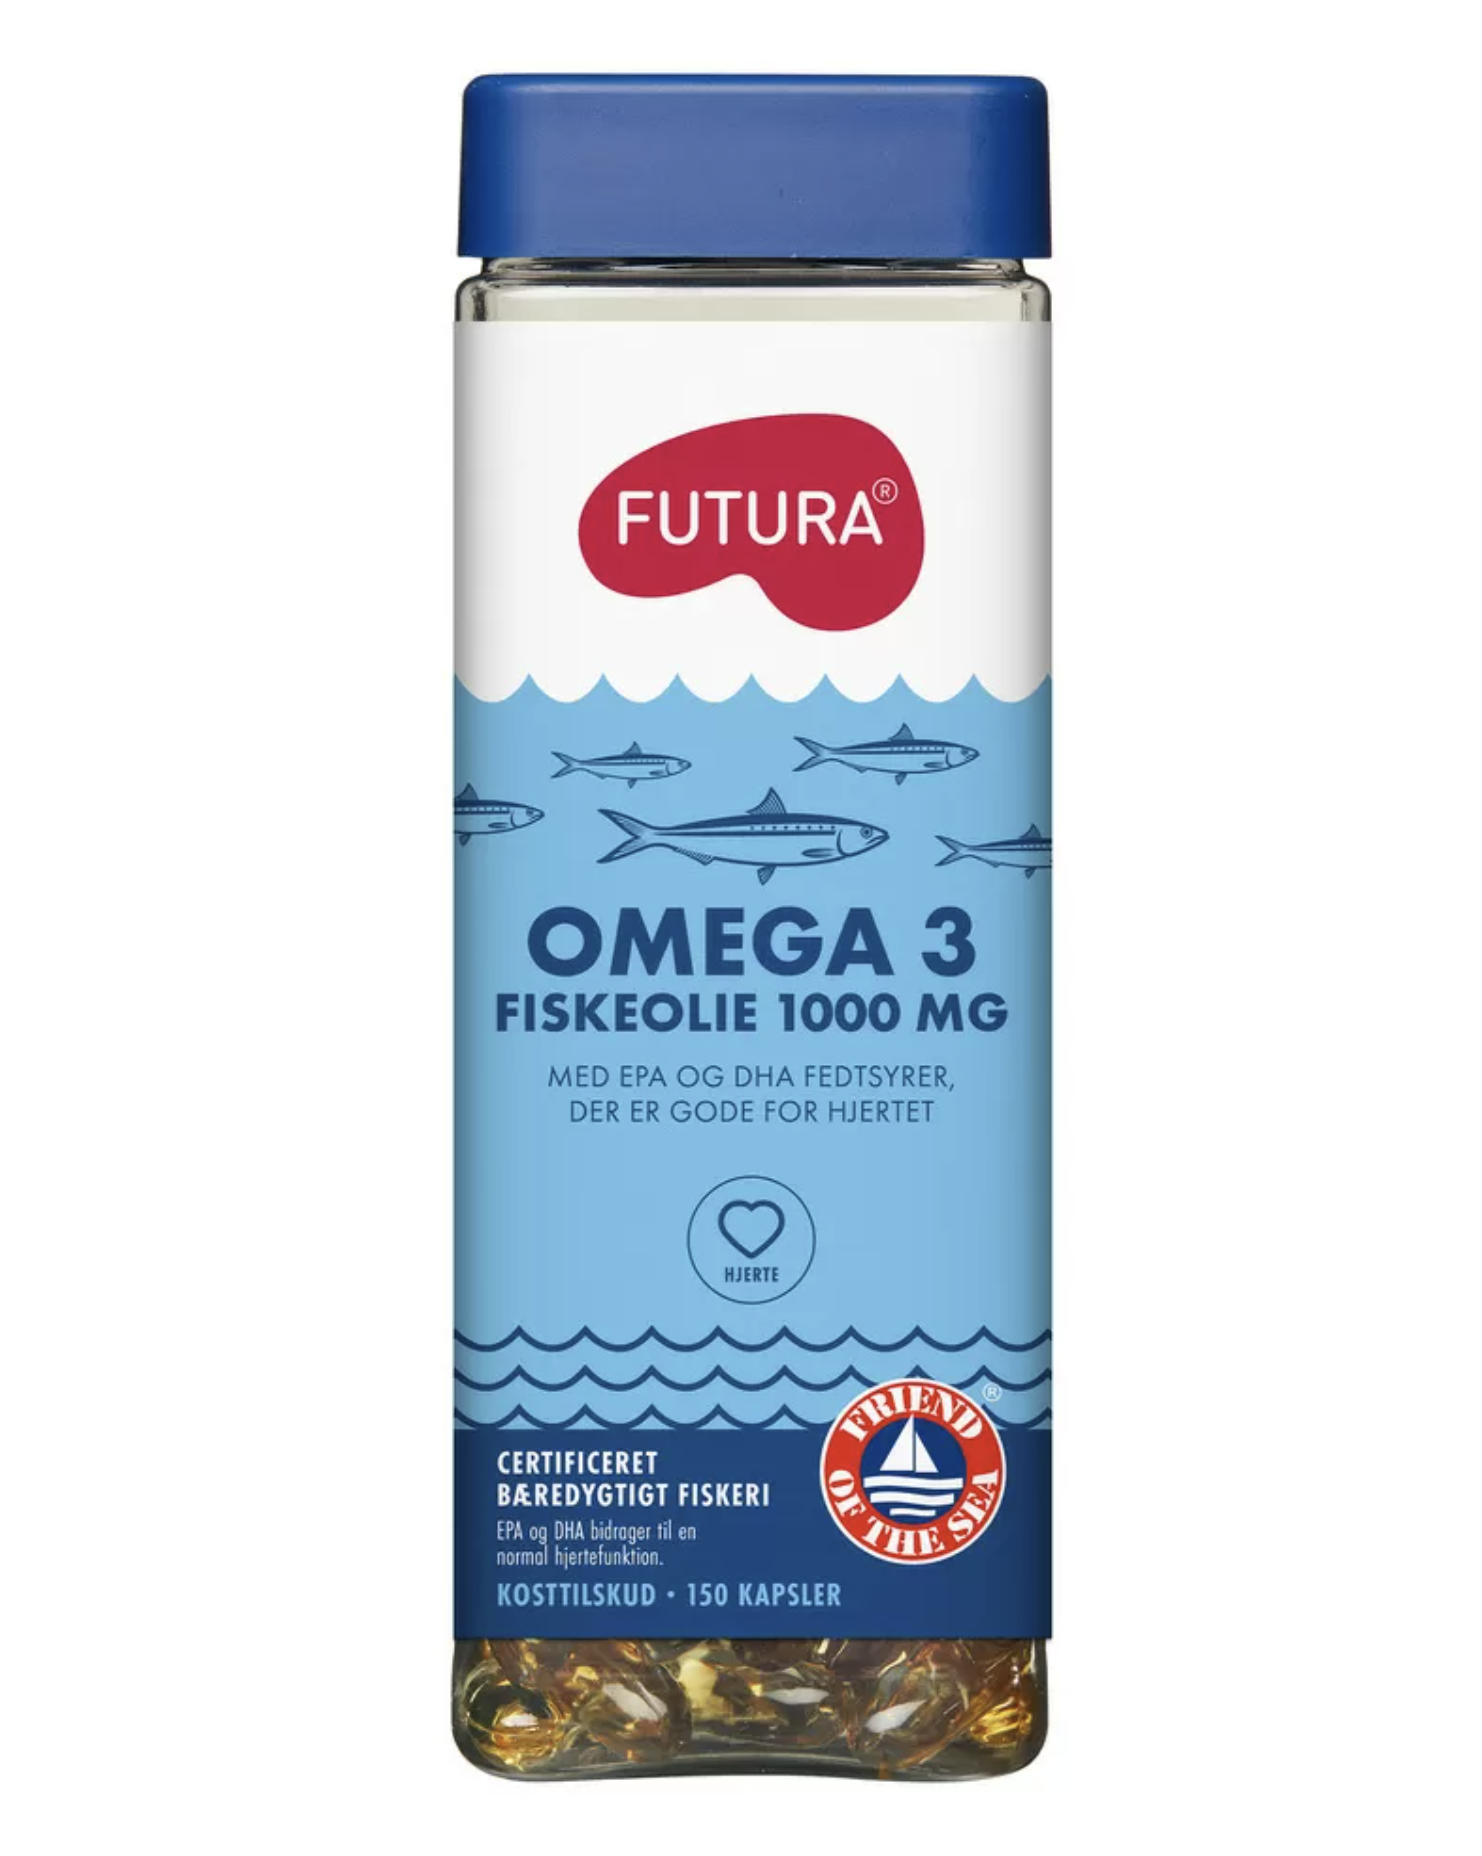 FUTURA®
OMEGA 3
FISKEOLIE 1000 MG
MED EPA OG DHA FEDTSYRER,
DER ER GODE FOR HJERTET
HJERTE
CERTIFICERET
BÆREDYGTIGT FISKERI
EPA og DHA bidrager til en
normal hjertefunktion.
KOSTTILSKUD • 150 KAPSLER
FRIEND OF THE SEA ®